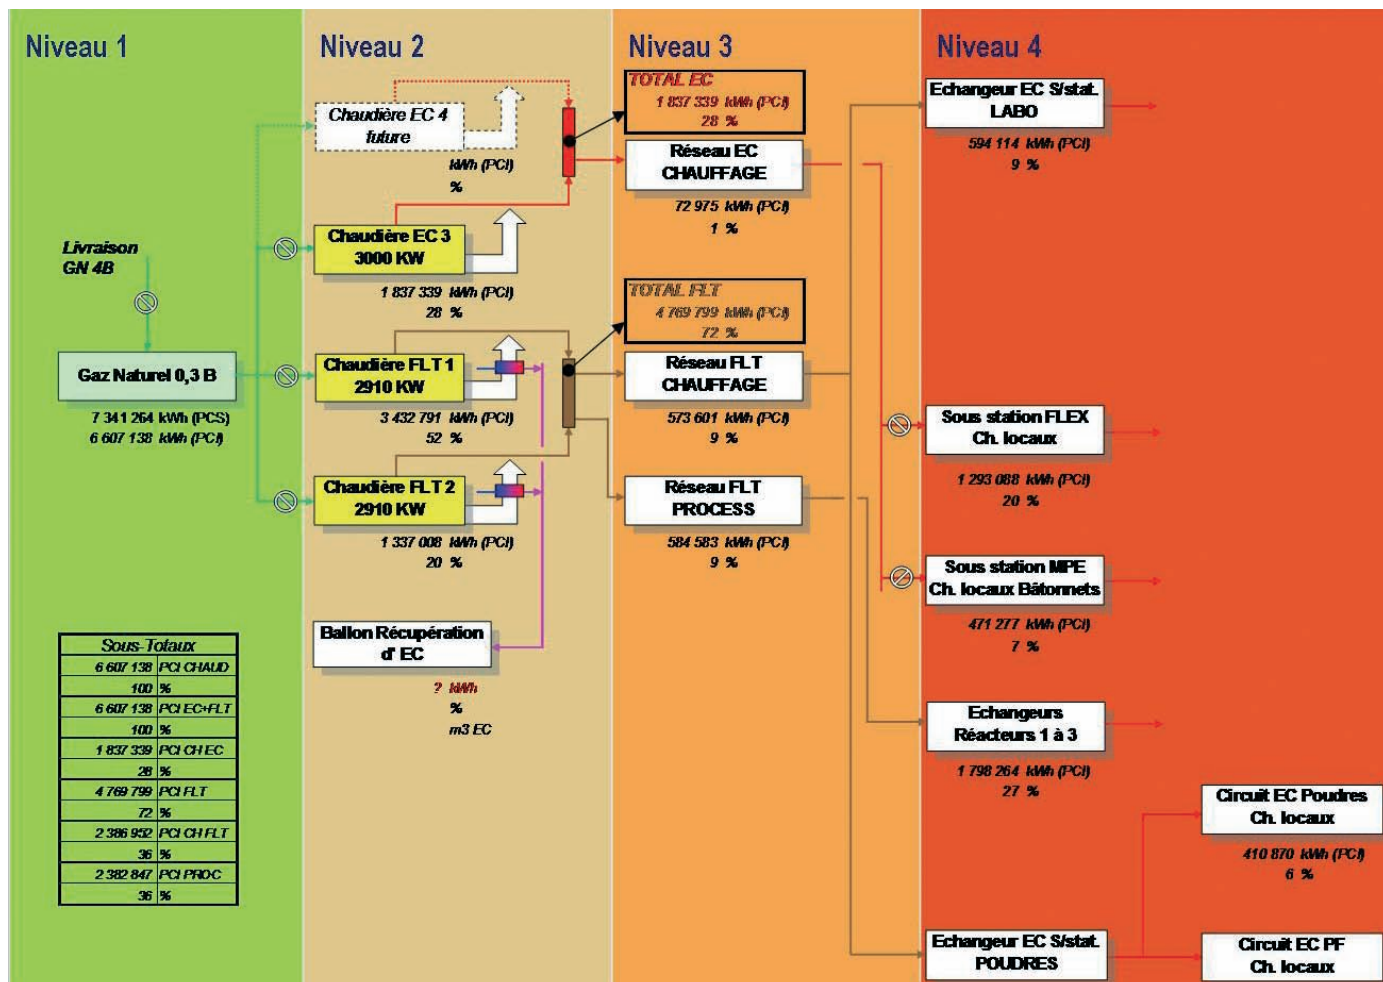 Niveau 1
Livraison
GN 4B
Gaz Naturel 0,3 B
7 341 264 kWh (PCS)
6 607 138 kWh (PCI)
Sous-Totaux
6 607 138 PCI CHAUD
100 %
6 607 138 PCI EC+FLT
100 %
1 837 339 PCI CH EC
28 %
4 769 799 PCI FLT
72 %
2 386 952 PCI CH FLT
36 %
2 382 847 PCI PROC
36 %
Niveau 2
Chaudière EC 4
future
kWh (PCI)
%
Chaudière EC 3
3000 KW
1 837 339 kWh (PCI)
28 %
Chaudière FLT 1
2910 KW
3 432 791 kWh (PCI)
52 %
Chaudière FLT 2
2910 KW
1 337 008 kWh (PCI)
20 %
Ballon Récupération
d' EC
? kWh
%
m3 EC
Niveau 3
TOTAL EC
1 837 339 kWh (PCI)
28 %
Réseau EC
CHAUFFAGE
72 975 kWh (PCI)
1 %
TOTAL FLT
4 769 799 kWh (PCI)
72 %
Réseau FLT
CHAUFFAGE
573 601 kWh (PCI)
9 %
Réseau FLT
PROCESS
584 583 kWh (PCI)
9 %
Niveau 4
Echangeur EC S/stat.
LABO
594 114 kWh (PCI)
9 %
Sous station FLEX
Ch. locaux
1 293 088 kWh (PCI)
20 %
Sous station MPE
Ch. locaux Bâtonnets
471 277 kWh (PCI)
7 %
Echangeurs
Réacteurs 1 à 3
1 798 264 kWh (PCI)
27 %
Circuit EC Poudres
Ch. locaux
410 870 kWh (PCI)
6 %
Echangeur EC S/stat.
POUDRES
Circuit EC PF
Ch. locaux